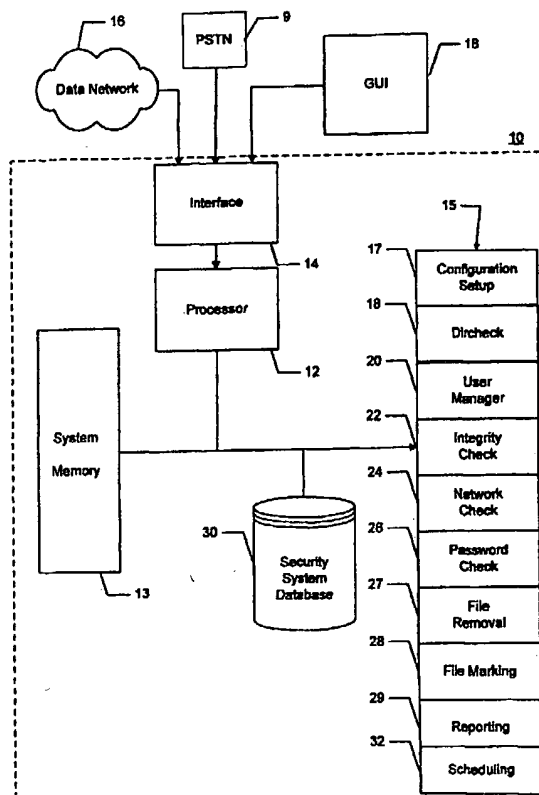 16
9
18
PSTN
Data Network
GUI
10
Interface
14
15
17
Configuration
Setup
Processor
18
Dircheck
12
20
User
Manager
System
Memory
22
Integrity
Check
24
Network
Check
30
Security
System
Database
26
Password
Check
13
27
File
Removal
28
File Marking
29
Reporting
32
Scheduling